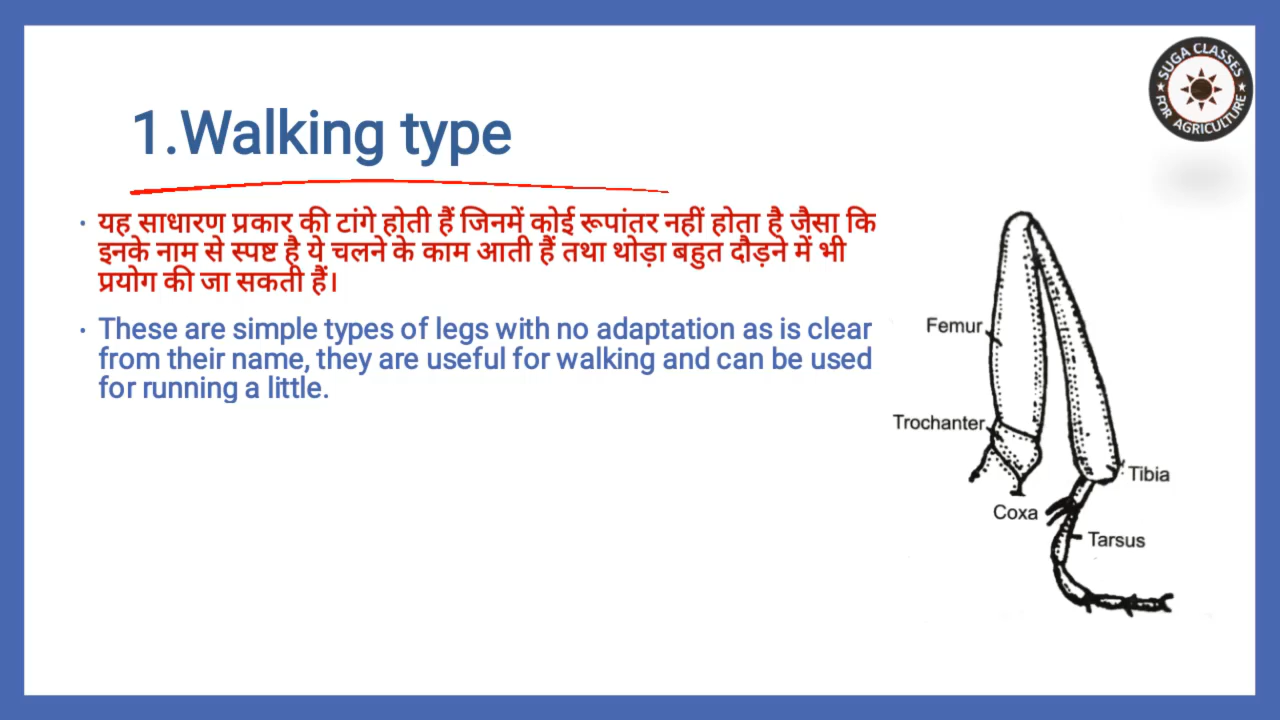 SUGA CLASSES
FOR AGRICULTURE
1.Walking type
• यह साधारण प्रकार की टांगे होती हैं जिनमें कोई रूपांतर नहीं होता है जैसा कि
इनके नाम से स्पष्ट है ये चलने के काम आती हैं तथा थोड़ा बहुत दौड़ने में भी
प्रयोग की जा सकती हैं।
• These are simple types of legs with no adaptation as is clear
from their name, they are useful for walking and can be used
for running a little.
Femur
Trochanter
Tibia
Coxa
Tarsus